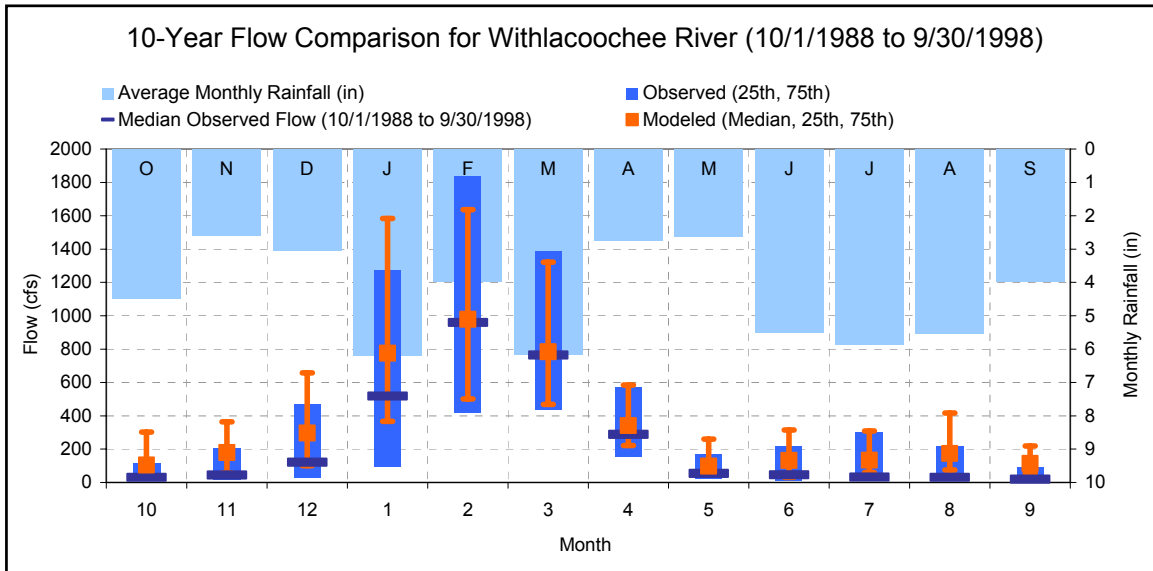 10-Year Flow Comparison for Withlacoochee River (10/1/1988 to 9/30/1998)
Average Monthly Rainfall (in)
Observed (25th, 75th)
Median Observed Flow (10/1/1988 to 9/30/1998)
Modeled (Median, 25th, 75th)
Flow (cfs)
2000
1800
1600
1400
1200
1000
800
600
400
200
0
O N D J F M A M J J A S
0
1
2
3
4
5
6
7
8
9
10
Monthly Rainfall (in)
10 11 12 1 2 3 4 5 6 7 8 9
Month